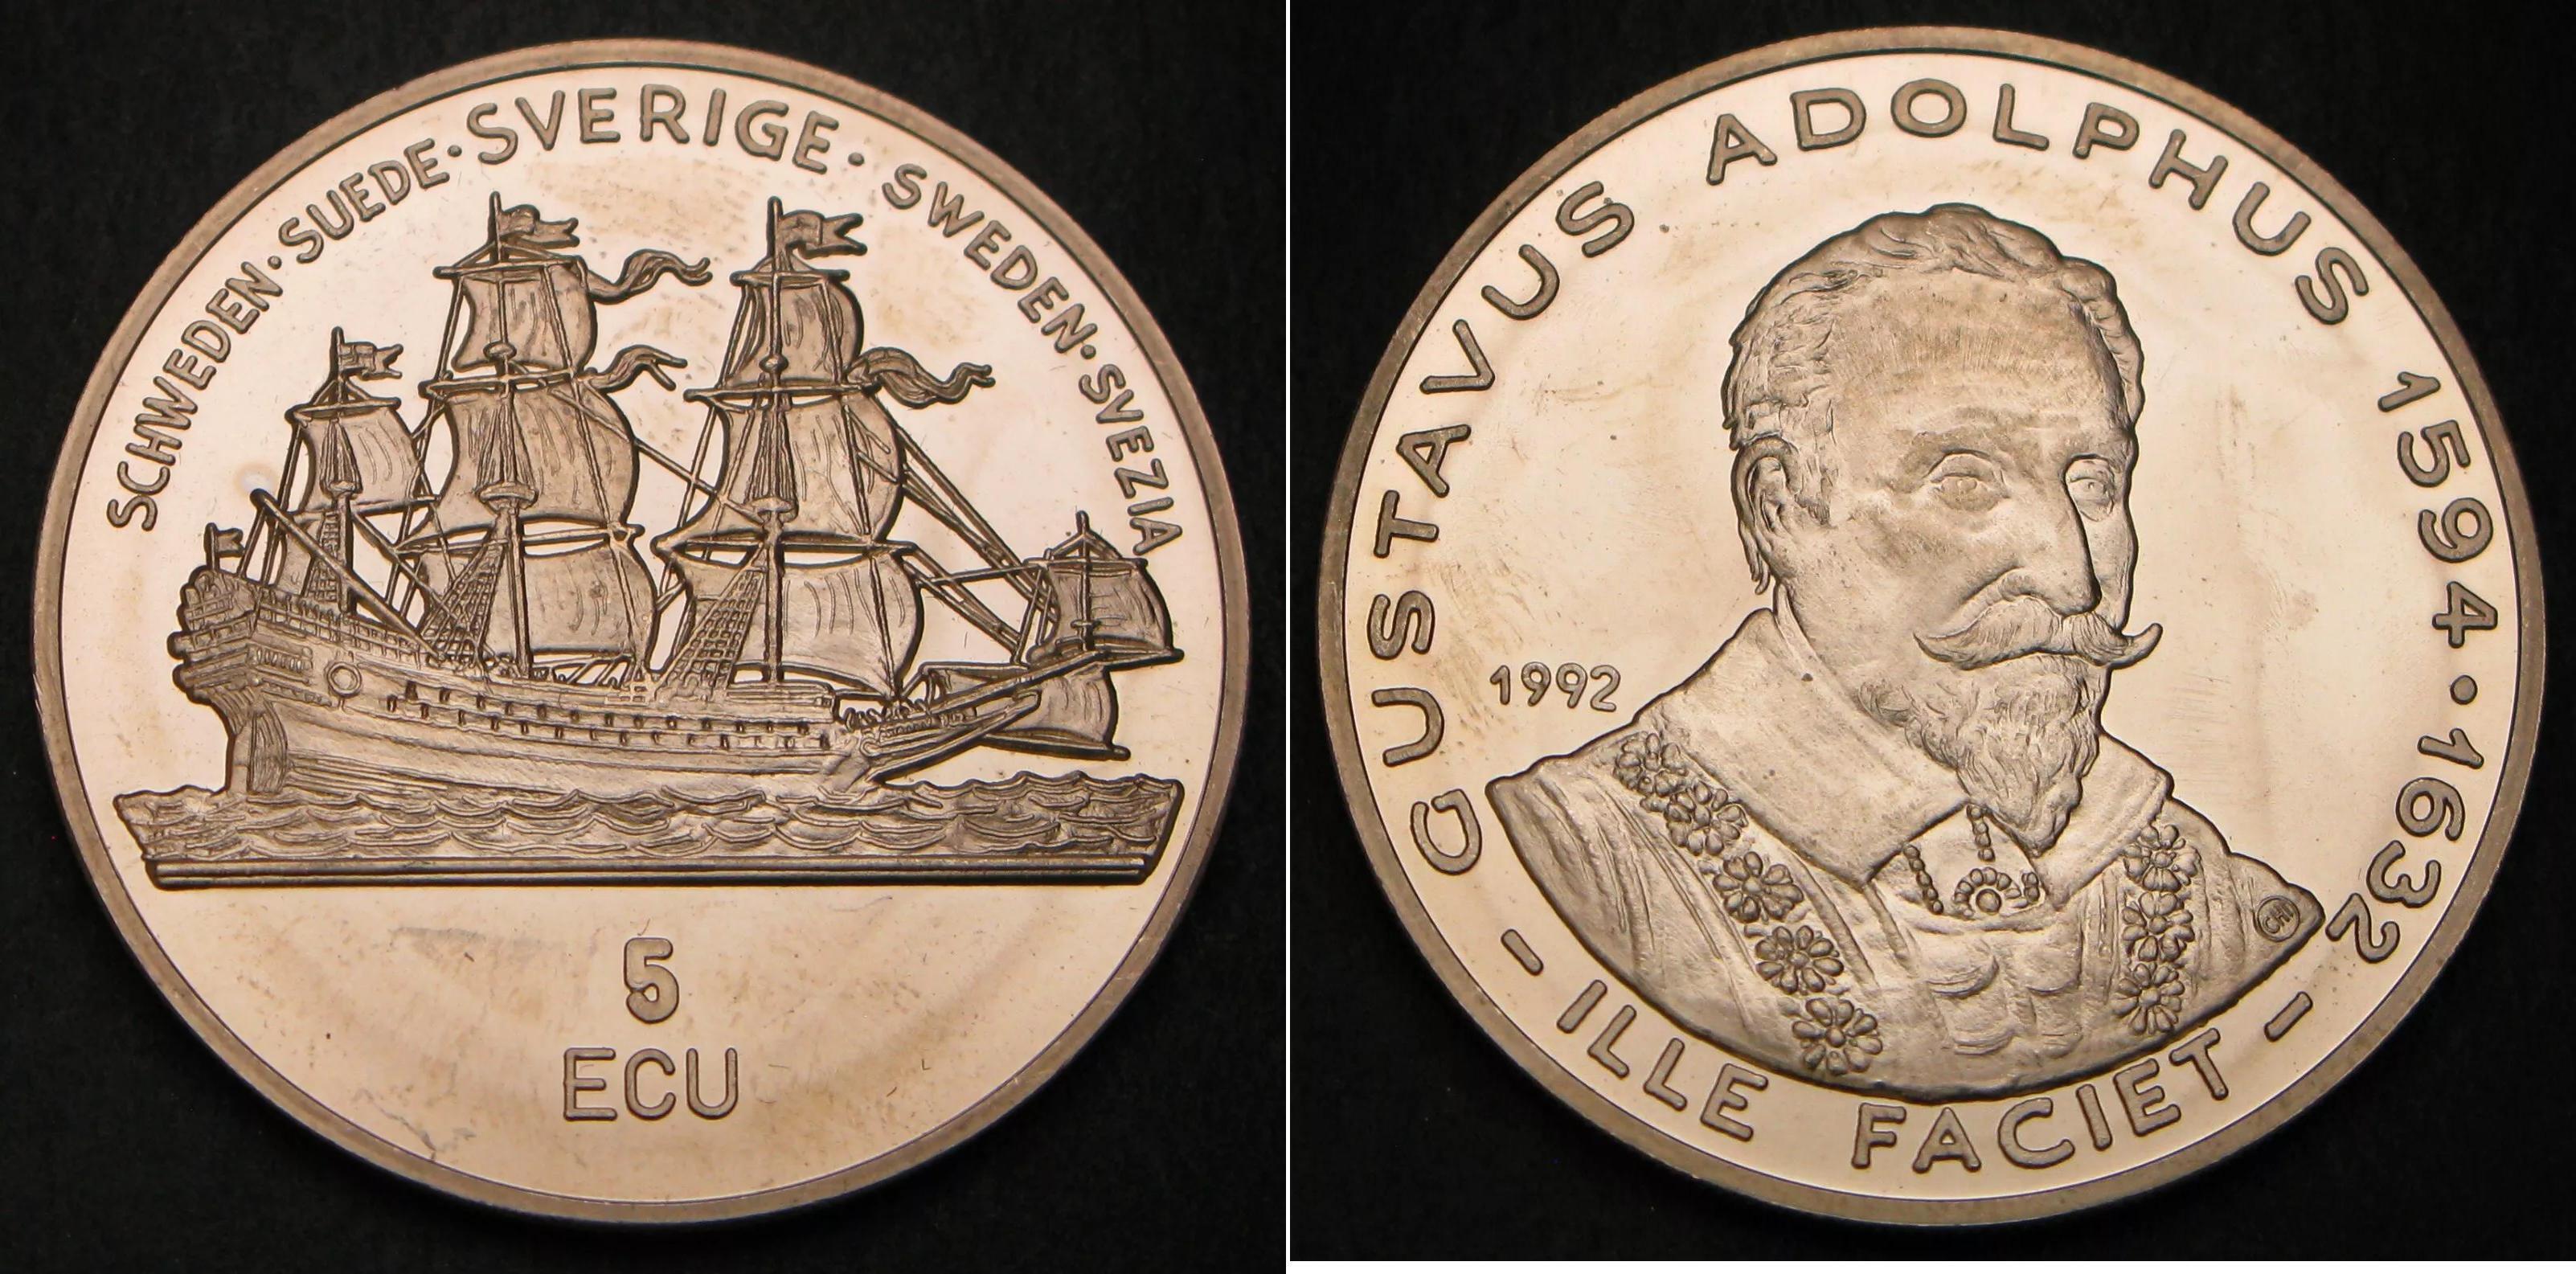 SCHWEDEN · SUEDE · SVERIGE · SWEDEN · SVEZIA
5
ECU
GUSTAVUS ADOLPHUS 1594 · 1632
1992
- ILLE FACIET -